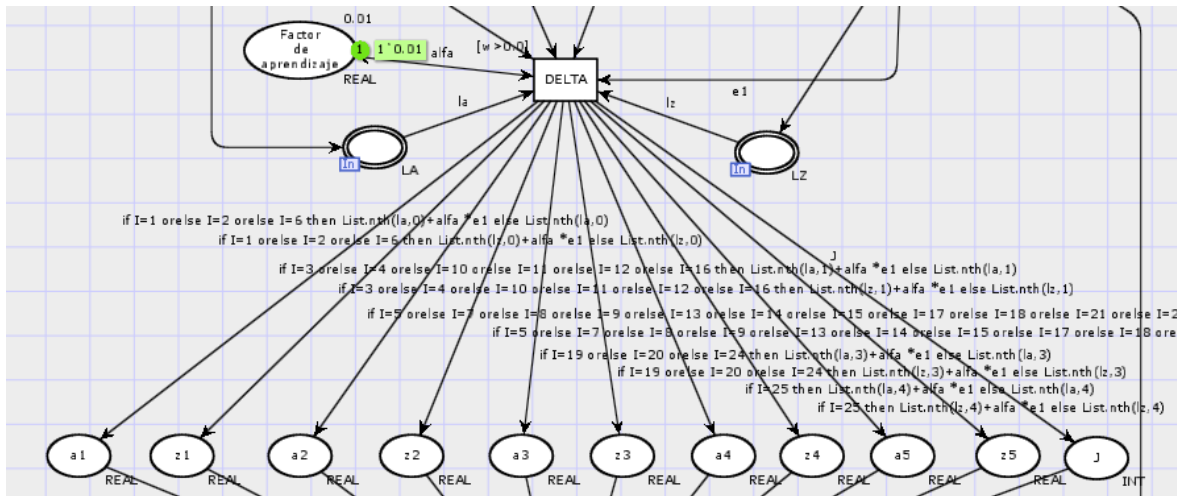 0.01
Factor
de
aprendizaje
1
1`0.01
alfa
[w>0.0]
REAL
DELTA
la
lz
e1
In
LA
In
LZ
if I=1 orelse I=2 orelse I=6 then List.nth(la,0)+alfa *e1 else List.nth(la,0)
if I=1 orelse I=2 orelse I=6 then List.nth(lz,0)+alfa *e1 else List.nth(lz,0)
J
if I=3 orelse I=4 orelse I=10 orelse I=11 orelse I=12 orelse I=16 then List.nth(la,1)+alfa *e1 else List.nth(la,1)
if I=3 orelse I=4 orelse I=10 orelse I=11 orelse I=12 orelse I=16 then List.nth(lz,1)+alfa *e1 else List.nth(lz,1)
if I=5 orelse I=7 orelse I=8 orelse I=9 orelse I=13 orelse I=14 orelse I=15 orelse I=17 orelse I=18 orelse I=21 orelse I=2
if I=5 orelse I=7 orelse I=8 orelse I=9 orelse I=13 orelse I=14 orelse I=15 orelse I=17 orelse I=18 ore
if I=19 orelse I=20 orelse I=24 then List.nth(la,3)+alfa *e1 else List.nth(la,3)
if I=19 orelse I=20 orelse I=24 then List.nth(lz,3)+alfa *e1 else List.nth(lz,3)
if I=25 then List.nth(la,4)+alfa *e1 else List.nth(la,4)
if I=25 then List.nth(lz,4)+alfa *e1 else List.nth(lz,4)
a1 z1 a2 z2 a3 z3 a4 z4 a5 z5 J
REAL REAL REAL REAL REAL REAL REAL REAL REAL REAL INT